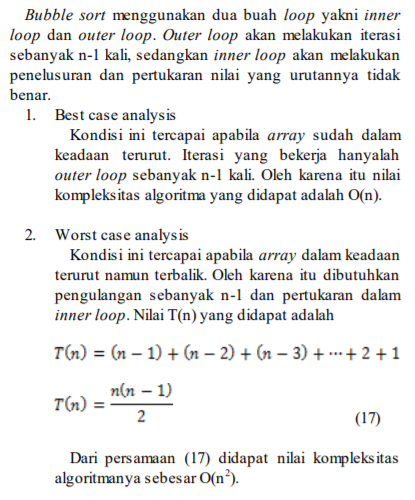 Bubble sort menggunakan dua buah loop yakni inner
loop dan outer loop. Outer loop akan melakukan iterasi
sebanyak n-1 kali, sedangkan inner loop akan melakukan
penelusuran dan pertukaran nilai yang urutannya tidak
benar.
1. Best case analysis
Kondisi ini tercapai apabila array sudah dalam
keadaan terurut. Iterasi yang bekerja hanyalah
outer loop sebanyak n-1 kali. Oleh karena itu nilai
kompleksitas algoritma yang didapat adalah O(n).
2. Worst case analysis
Kondisi ini tercapai apabila array dalam keadaan
terurut namun terbalik. Oleh karena itu dibutuhkan
pengulangan sebanyak n-1 dan pertukaran dalam
inner loop. Nilai T(n) yang didapat adalah
T(n) = (n − 1) + (n − 2) + (n − 3) + ⋯ + 2 + 1
T(n) = n(n − 1) / 2
(17)
Dari persamaan (17) didapat nilai kompleksitas
algoritmanya sebesar O(n²).